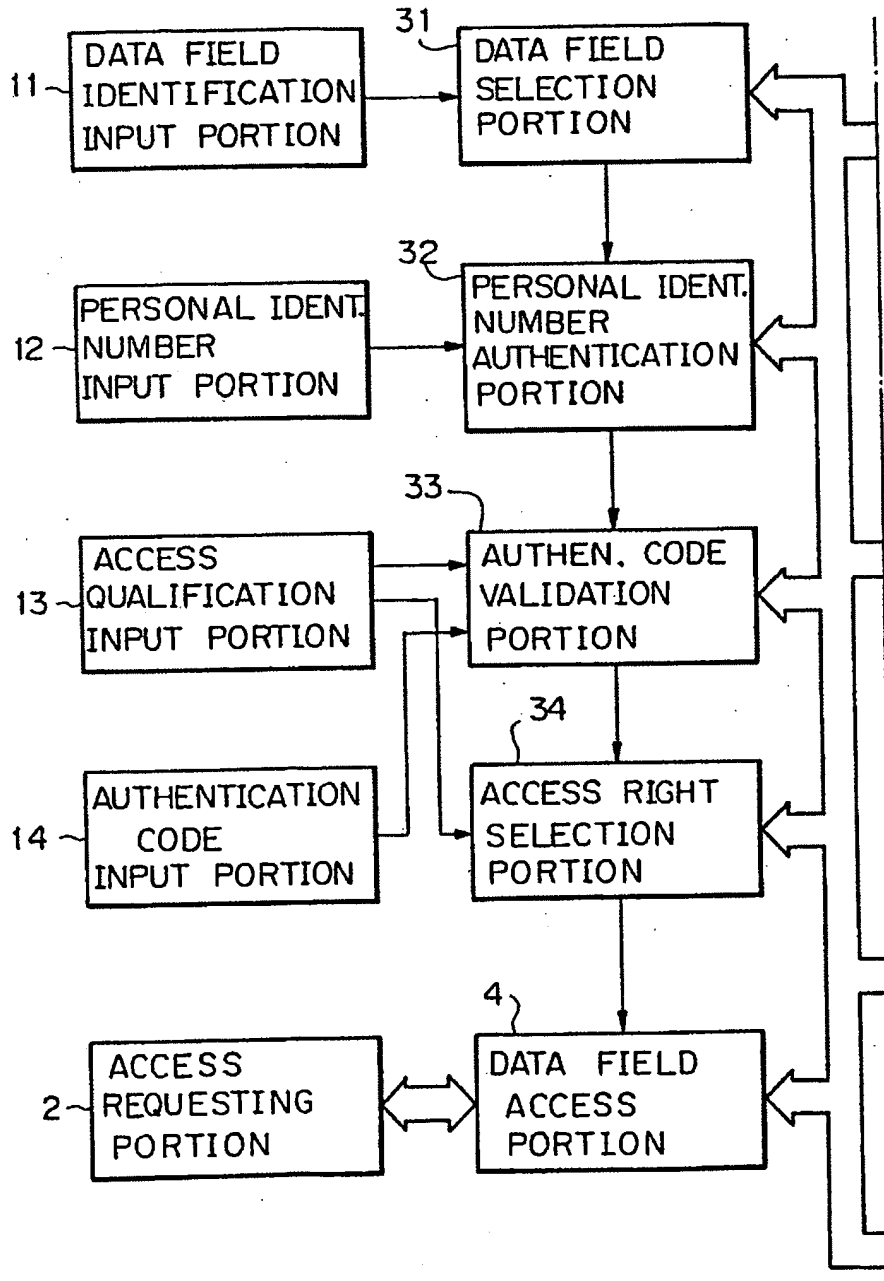 31
DATA FIELD
IDENTIFICATION
INPUT PORTION
11
DATA FIELD
SELECTION
PORTION
32
PERSONAL IDENT.
NUMBER
INPUT PORTION
12
PERSONAL IDENT.
NUMBER
AUTHENTICATION
PORTION
33
ACCESS
QUALIFICATION
INPUT PORTION
13
AUTHEN. CODE
VALIDATION
PORTION
34
AUTHENTICATION
CODE
INPUT PORTION
14
ACCESS RIGHT
SELECTION
PORTION
4
ACCESS
REQUESTING
PORTION
2
DATA FIELD
ACCESS
PORTION